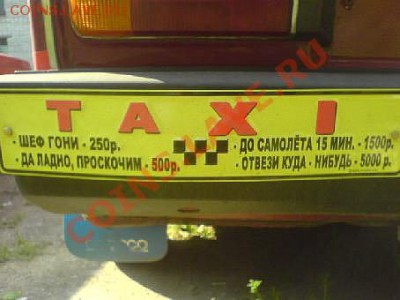 COINSLAVE.RU
TAXI
- ШЕФ ГОНИ - 250р.
- ДА ЛАДНО, ПРОСКОЧИМ - 500р.
- ДО САМОЛЁТА 15 МИН. - 1500р.
- ОТВЕЗИ КУДА - НИБУДЬ - 5000 р.